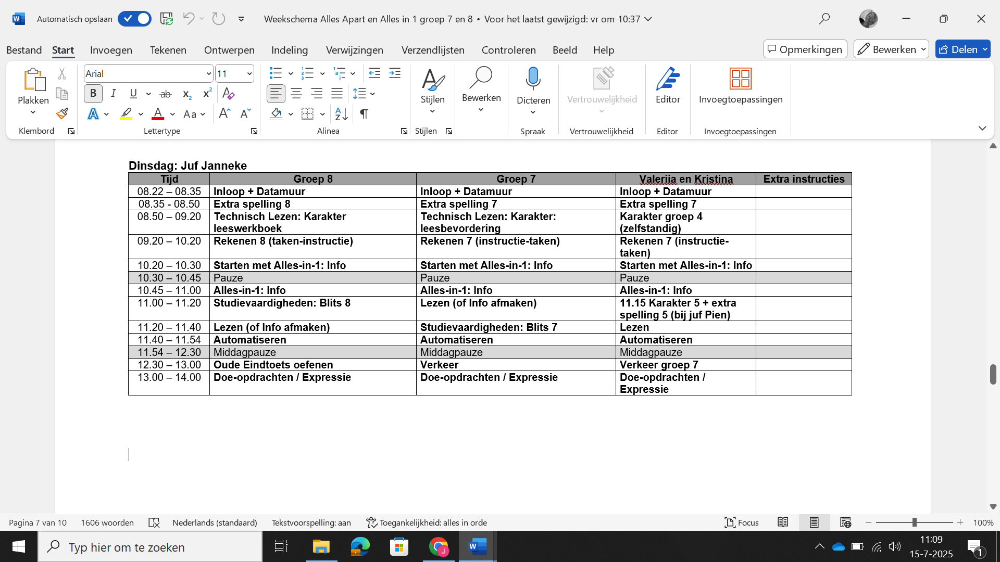 Automatisch opslaan
Weekschema Alles Apart en Alles in 1 groep 7 en 8 • Voor het laatst gewijzigd: vr om 10:37
Bestand Start Invoegen Tekenen Ontwerpen Indeling Verwijzingen Verzendlijsten Controleren Beeld Help
Opmerkingen Bewerken Delen
Plakken
Klembord
Arial 11
Lettertype
Alinea
Stijlen
Stijlen
Bewerken
Dicteren
Spraak
Vertrouwelijkheid
Vertrouwelijkheid
Editor
Editor
Invoegtoepassingen
Invoegtoepassingen
Dinsdag: Juf Janneke
Tijd Groep 8 Groep 7 Valeriia en Kristina Extra instructies
08.22 – 08.35 Inloop + Datamuur Inloop + Datamuur Inloop + Datamuur
08.35 - 08.50 Extra spelling 8 Extra spelling 7 Extra spelling 7
08.50 – 09.20 Technisch Lezen: Karakter Technisch Lezen: Karakter: Karakter groep 4
leeswerkboek leesbevordering (zelfstandig)
09.20 – 10.20 Rekenen 8 (taken-instructie) Rekenen 7 (instructie-taken) Rekenen 7 (instructie-
taken)
10.20 – 10.30 Starten met Alles-in-1: Info Starten met Alles-in-1: Info Starten met Alles-in-1: Info
10.30 – 10.45 Pauze Pauze Pauze
10.45 – 11.00 Alles-in-1: Info Alles-in-1: Info Alles-in-1: Info
11.00 – 11.20 Studievaardigheden: Blits 8 Lezen (of Info afmaken) 11.15 Karakter 5 + extra
spelling 5 (bij juf Pien)
11.20 – 11.40 Lezen (of Info afmaken) Studievaardigheden: Blits 7 Lezen
11.40 – 11.54 Automatiseren Automatiseren Automatiseren
11.54 – 12.30 Middagpauze Middagpauze Middagpauze
12.30 – 13.00 Oude Eindtoets oefenen Verkeer Verkeer groep 7
13.00 – 14.00 Doe-opdrachten / Expressie Doe-opdrachten / Expressie Doe-opdrachten /
Expressie
Pagina 7 van 10 1606 woorden Nederlands (standaard) Tekstvoorspelling: aan Toegankelijkheid: alles in orde Focus 100%
Typ hier om te zoeken
11:09
15-7-2025
1